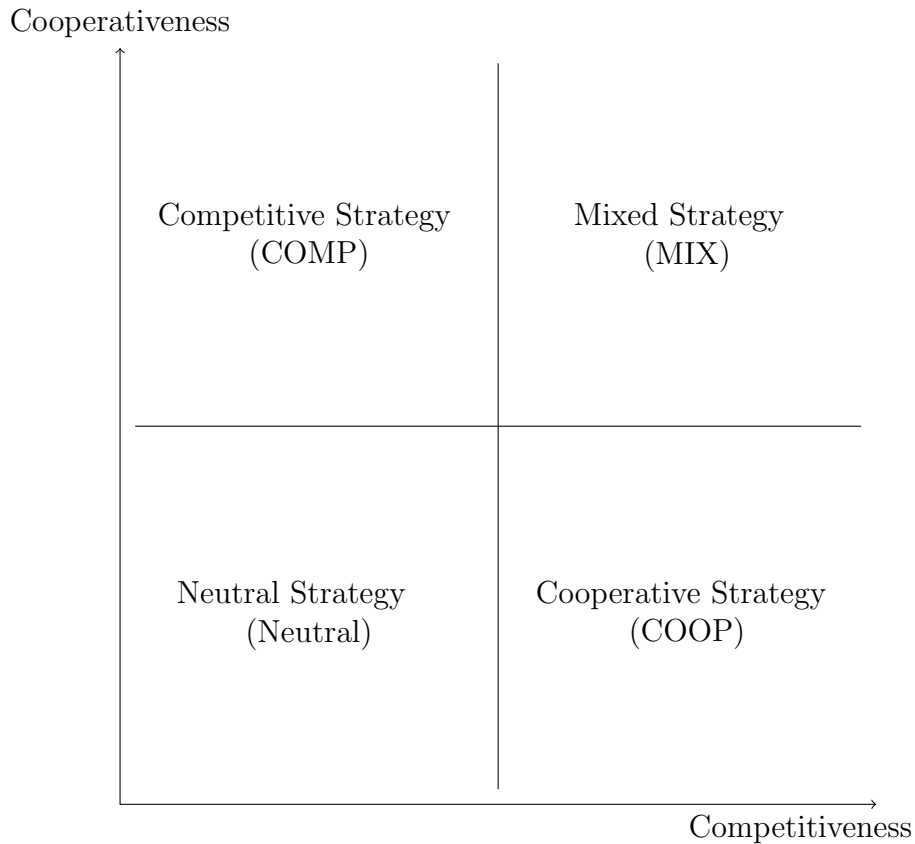 Cooperativeness
Competitive Strategy
(COMP)
Mixed Strategy
(MIX)
Neutral Strategy
(Neutral)
Cooperative Strategy
(COOP)
Competitiveness